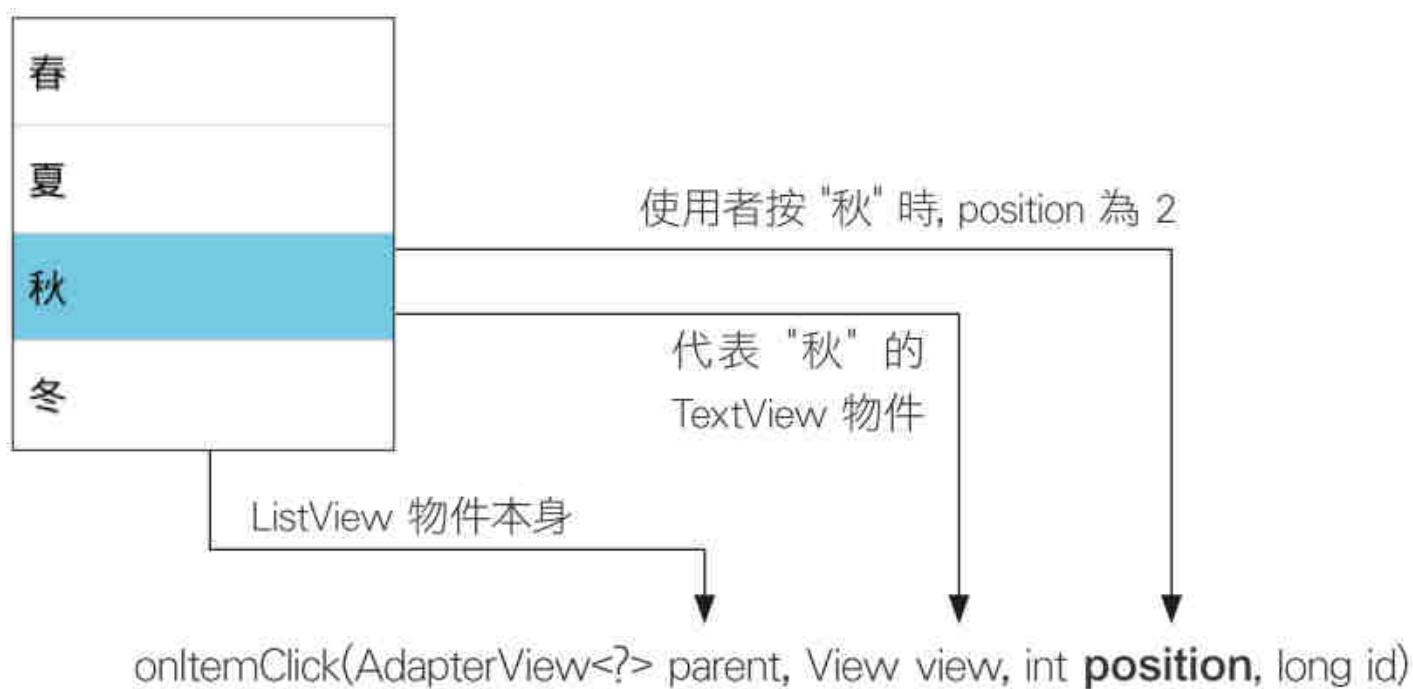 春
夏
秋
冬
使用者按 "秋" 時, position 為 2
代表 "秋" 的
TextView 物件
ListView 物件本身
onItemClick(AdapterView<?> parent, View view, int position, long id)